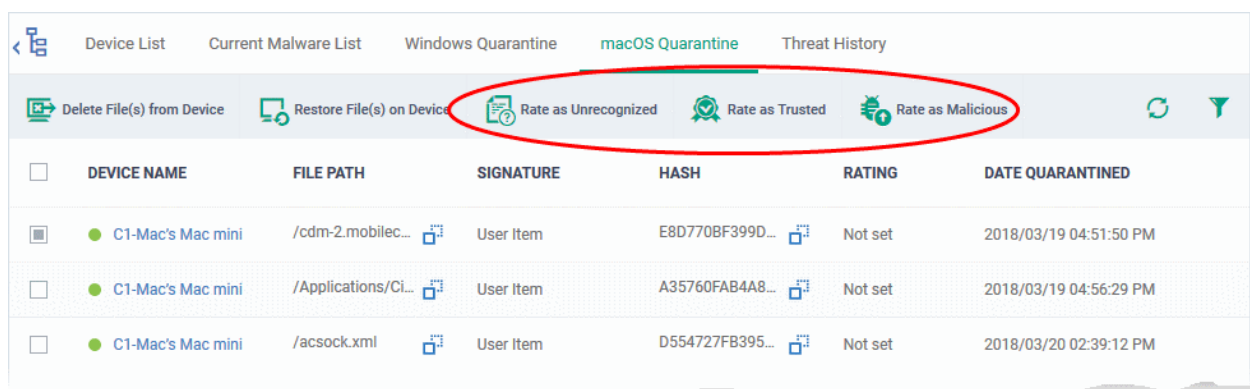 Device List Current Malware List Windows Quarantine macOS Quarantine Threat History
Delete File(s) from Device Restore File(s) on Device Rate as Unrecognized Rate as Trusted Rate as Malicious
DEVICE NAME FILE PATH SIGNATURE HASH RATING DATE QUARANTINED
C1-Mac's Mac mini /cdm-2.mobilec... User Item E8D770BF399D... Not set 2018/03/19 04:51:50 PM
C1-Mac's Mac mini /Applications/Ci... User Item A35760FAB4A8... Not set 2018/03/19 04:56:29 PM
C1-Mac's Mac mini /acsock.xml User Item D554727FB395... Not set 2018/03/20 02:39:12 PM